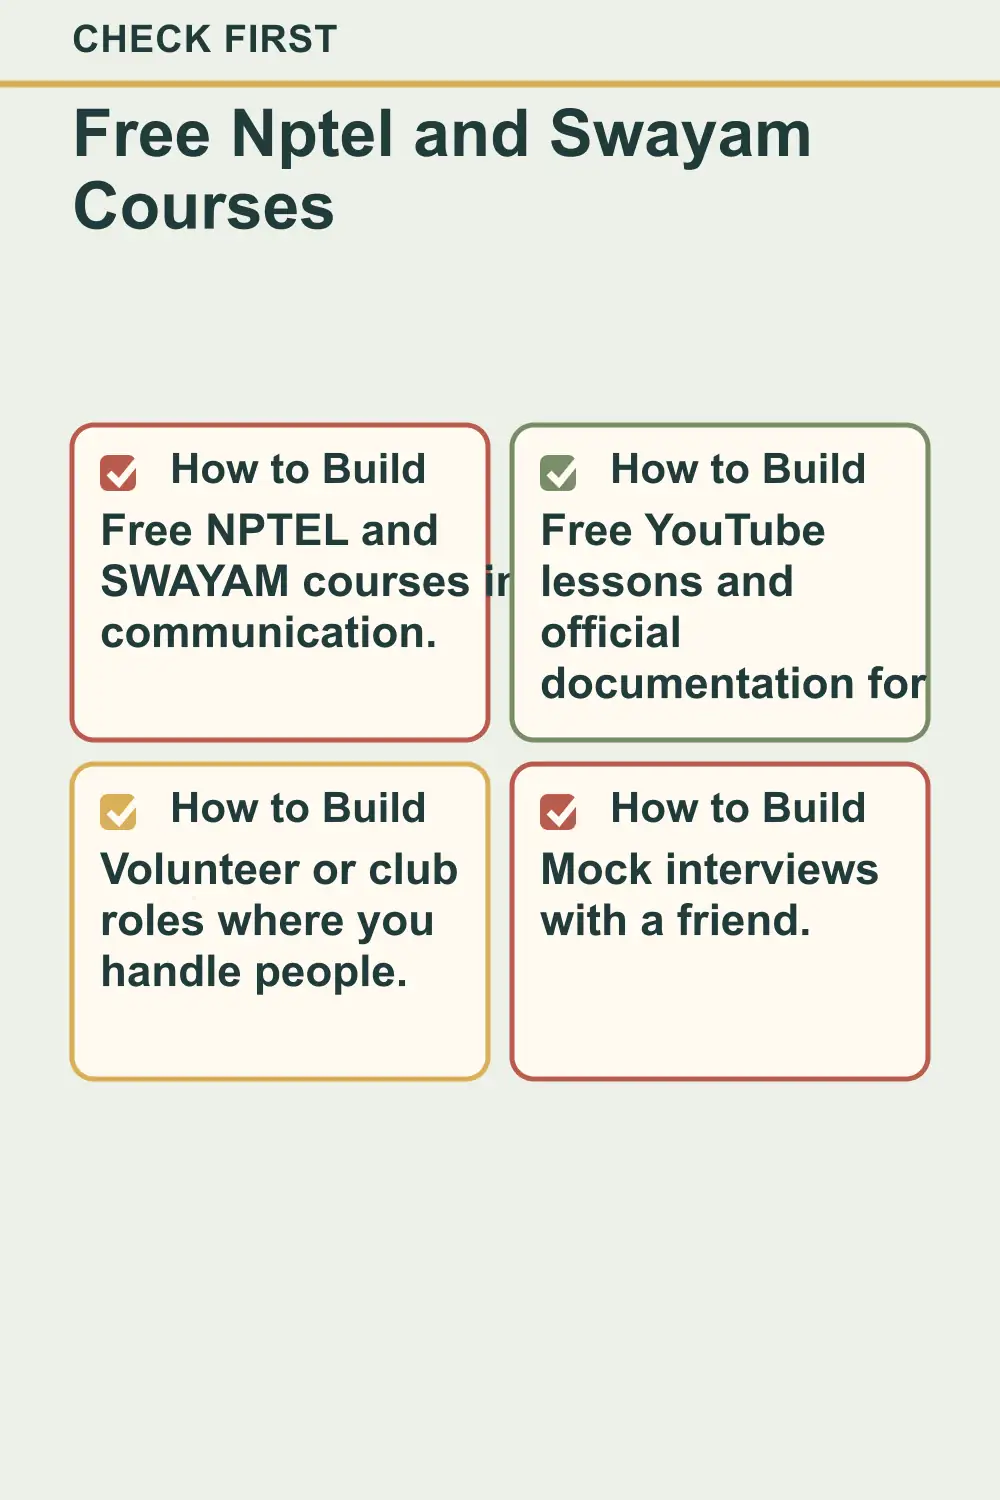 CHECK FIRST
Free Nptel and Swayam
Courses
How to Build
Free NPTEL and
SWAYAM courses in
communication.
How to Build
Free YouTube
lessons and
official
documentation for
How to Build
Volunteer or club
roles where you
handle people.
How to Build
Mock interviews
with a friend.